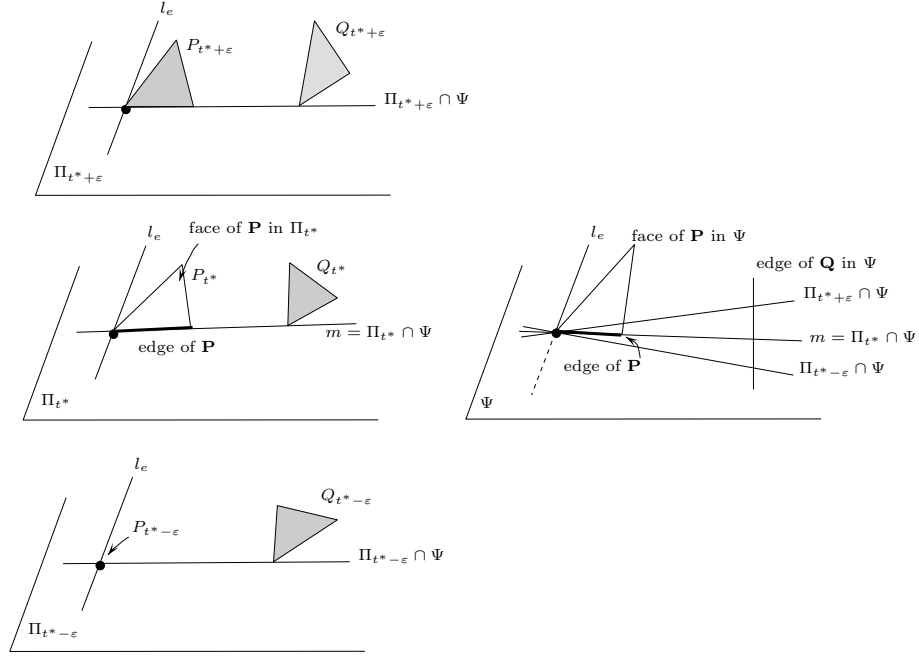 l_e
P_{t*+ε}
Q_{t*+ε}
Π_{t*+ε} ∩ Ψ
Π_{t*+ε}
l_e
face of P in Π_{t*}
P_{t*}
Q_{t*}
m = Π_{t*} ∩ Ψ
edge of P
Π_{t*}
l_e
face of P in Ψ
edge of Q in Ψ
Π_{t*+ε} ∩ Ψ
m = Π_{t*} ∩ Ψ
edge of P
Π_{t*−ε} ∩ Ψ
Ψ
l_e
P_{t*−ε}
Q_{t*−ε}
Π_{t*−ε} ∩ Ψ
Π_{t*−ε}